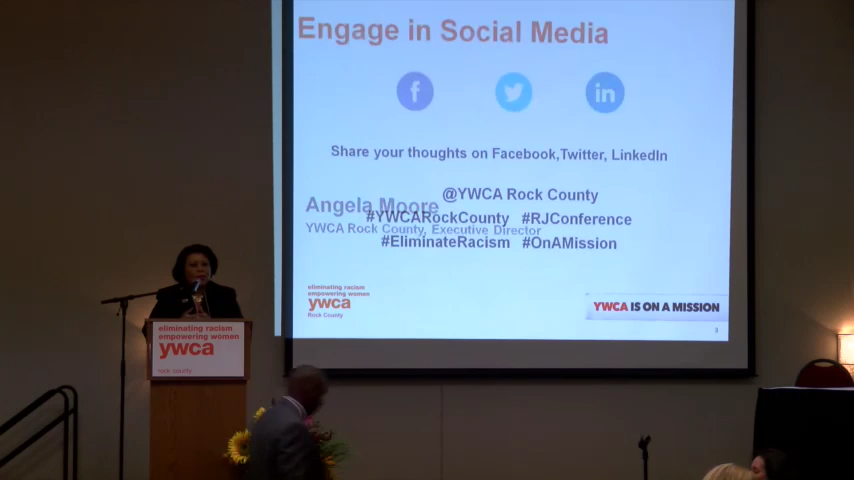 Engage in Social Media
f
in
Share your thoughts on Facebook,Twitter, LinkedIn
@YWCA Rock County
Angela Moore
#YWCARockCounty #RJConference
YWCA Rock County, Executive Director
#EliminateRacism #OnAMission
eliminating racism
empowering women
ywca
Rock County
YWCA IS ON A MISSION
3
eliminating racism
empowering women
ywca
rock county